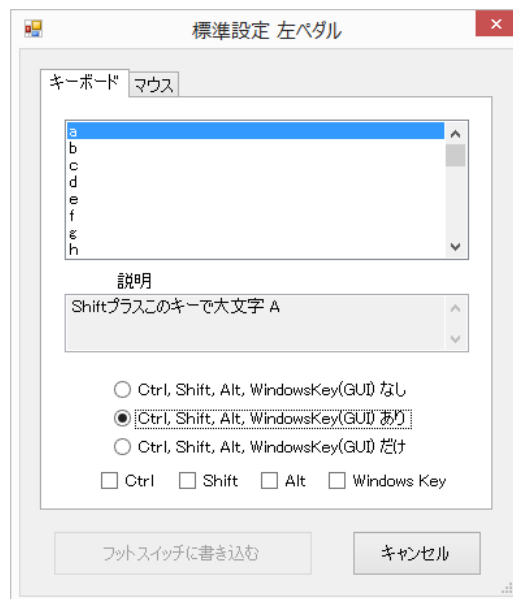 標準設定 左ペダル
キーボード マウス
a
b
c
d
e
f
g
h
説明
Shiftプラスこのキーで大文字 A
Ctrl, Shift, Alt, WindowsKey(GUI) なし
Ctrl, Shift, Alt, WindowsKey(GUI) あり
Ctrl, Shift, Alt, WindowsKey(GUI) だけ
Ctrl Shift Alt Windows Key
フットスイッチに書き込む キャンセル